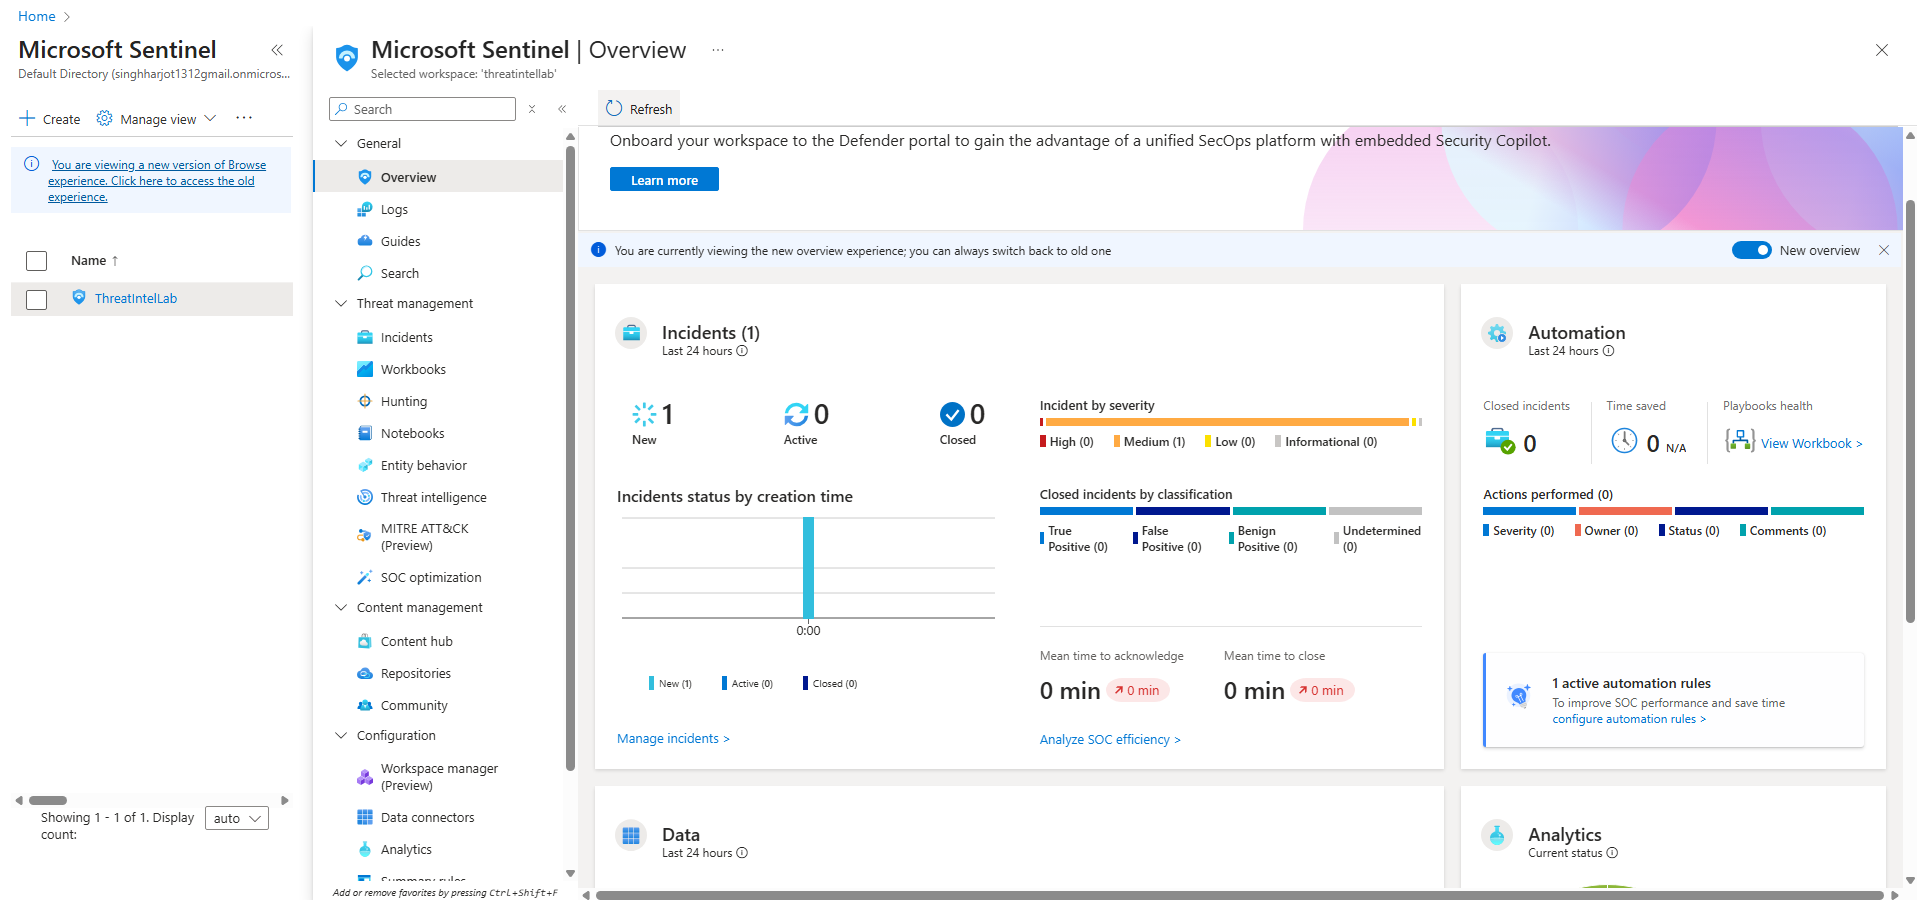 Home
Microsoft Sentinel
Default Directory (singhharjot1312gmail.onmicros...
Create
Manage view
You are viewing a new version of Browse
experience. Click here to access the old
experience.
Name ↑
ThreatIntelLab
Showing 1 - 1 of 1. Display
count:
auto
Microsoft Sentinel | Overview
Selected workspace: 'threatintellab'
Search
General
Overview
Logs
Guides
Search
Threat management
Incidents
Workbooks
Hunting
Notebooks
Entity behavior
Threat intelligence
MITRE ATT&CK
(Preview)
SOC optimization
Content management
Content hub
Repositories
Community
Configuration
Workspace manager
(Preview)
Data connectors
Analytics
Summary rules
Add or remove favorites by pressing Ctrl+Shift+F
Refresh
Onboard your workspace to the Defender portal to gain the advantage of a unified SecOps platform with embedded Security Copilot.
Learn more
You are currently viewing the new overview experience; you can always switch back to old one
New overview
Incidents (1)
Last 24 hours
1
New
0
Active
0
Closed
Incident by severity
High (0)
Medium (1)
Low (0)
Informational (0)
Incidents status by creation time
0:00
New (1)
Active (0)
Closed (0)
Manage incidents >
Closed incidents by classification
True
Positive (0)
False
Positive (0)
Benign
Positive (0)
Undetermined
(0)
Mean time to acknowledge
0 min
0 min
Mean time to close
0 min
0 min
Analyze SOC efficiency >
Automation
Last 24 hours
Closed incidents
0
Time saved
0 N/A
Playbooks health
View Workbook >
Actions performed (0)
Severity (0)
Owner (0)
Status (0)
Comments (0)
1 active automation rules
To improve SOC performance and save time
configure automation rules >
Data
Last 24 hours
Analytics
Current status